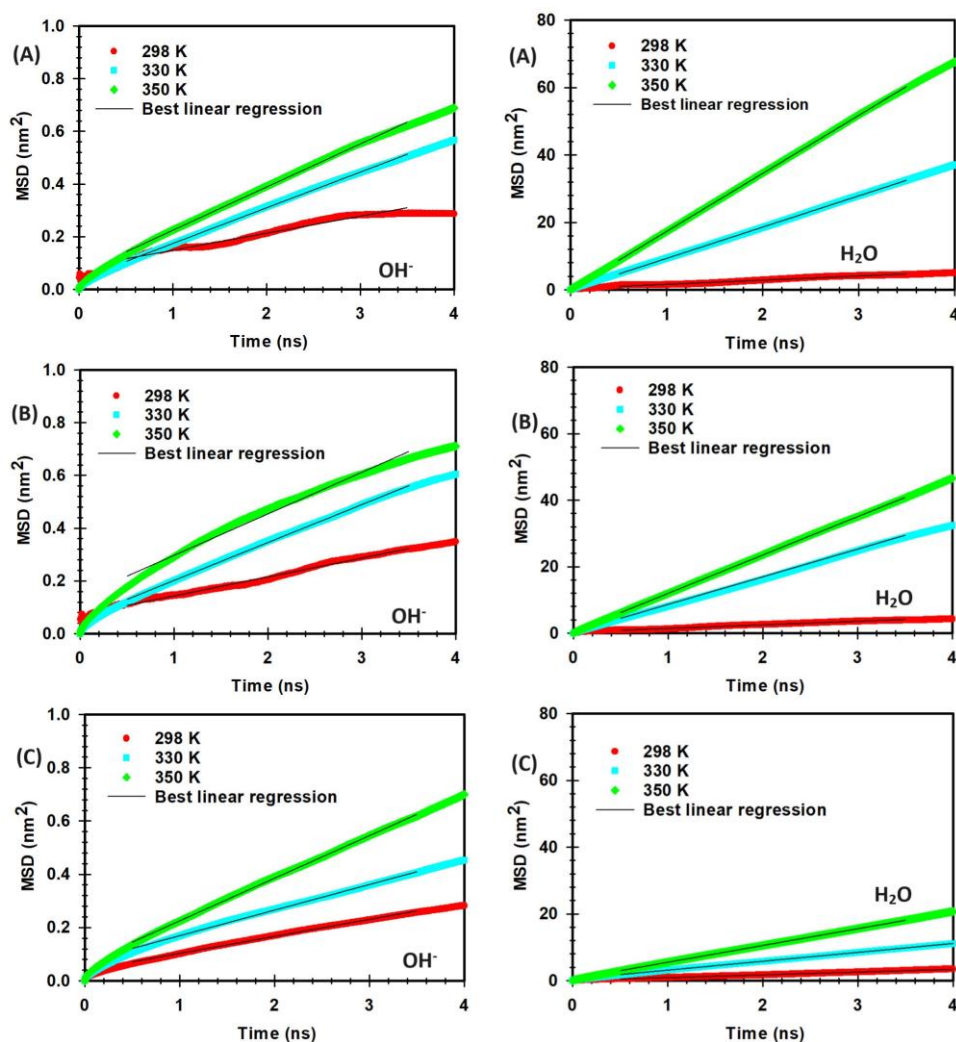 (A)
1.0
0.8
0.6
0.4
0.2
0.0
MSD (nm²)
298 K
330 K
350 K
Best linear regression
OH⁻
0 1 2 3 4
Time (ns)
(A)
80
60
40
20
0
MSD (nm²)
298 K
330 K
350 K
Best linear regression
H₂O
0 1 2 3 4
Time (ns)
(B)
1.0
0.8
0.6
0.4
0.2
0.0
MSD (nm²)
298 K
330 K
350 K
Best linear regression
OH⁻
0 1 2 3 4
Time (ns)
(B)
80
60
40
20
0
MSD (nm²)
298 K
330 K
350 K
Best linear regression
H₂O
0 1 2 3 4
Time (ns)
(C)
1.0
0.8
0.6
0.4
0.2
0.0
MSD (nm²)
298 K
330 K
350 K
Best linear regression
OH⁻
0 1 2 3 4
Time (ns)
(C)
80
60
40
20
0
MSD (nm²)
298 K
330 K
350 K
Best linear regression
H₂O
0 1 2 3 4
Time (ns)